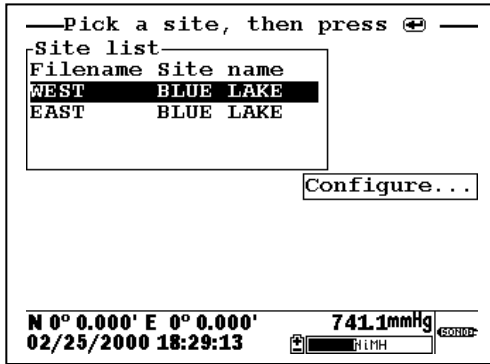 Pick a site, then press
Site list
Filename Site name
WEST BLUE LAKE
EAST BLUE LAKE
Configure...
N 0° 0.000' E 0° 0.000' 741.1mmHg
02/25/2000 18:29:13 NiMH
SONDE